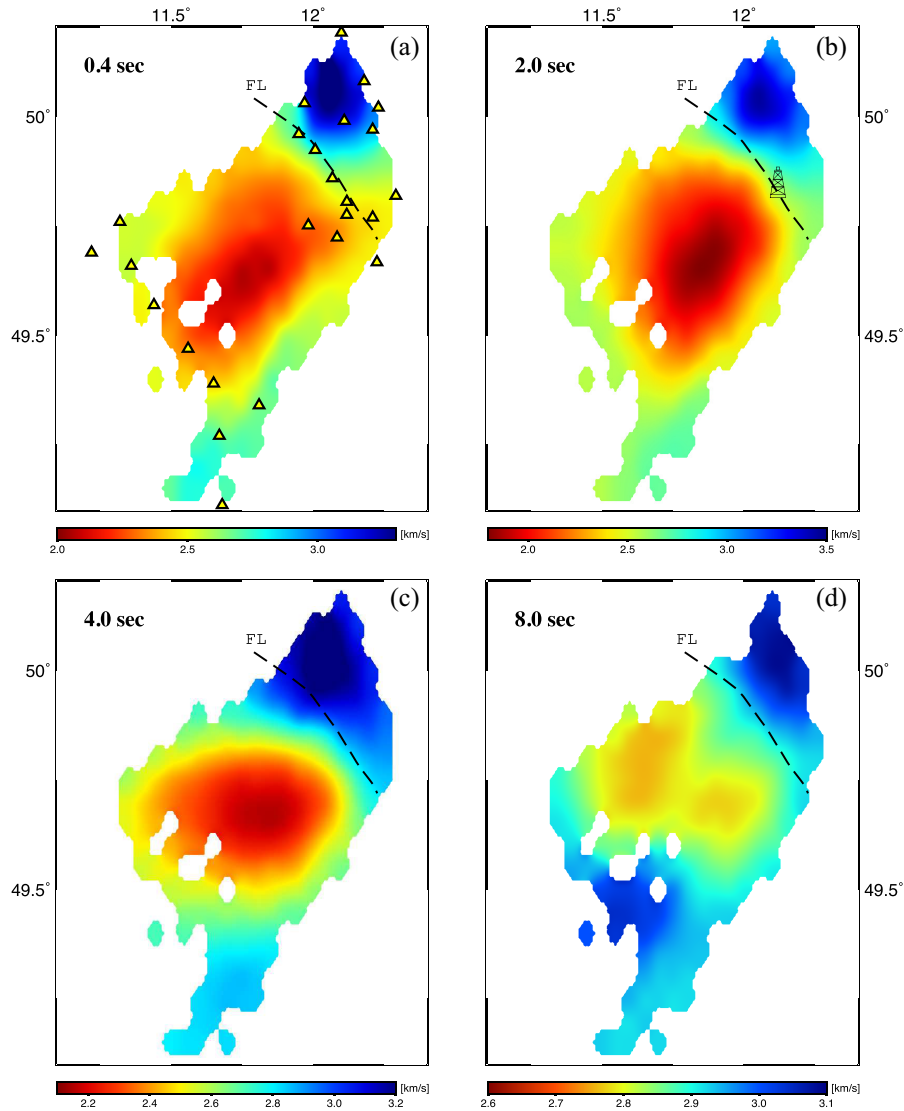 11.5° 12° 11.5° 12°
(a) (b)
0.4 sec 2.0 sec
FL FL
50° 50°
49.5° 49.5°
2.0 2.5 3.0 [km/s] 2.0 2.5 3.0 3.5 [km/s]
(c) (d)
4.0 sec 8.0 sec
FL FL
50° 50°
49.5° 49.5°
2.2 2.4 2.6 2.8 3.0 3.2 [km/s] 2.6 2.7 2.8 2.9 3.0 3.1 [km/s]